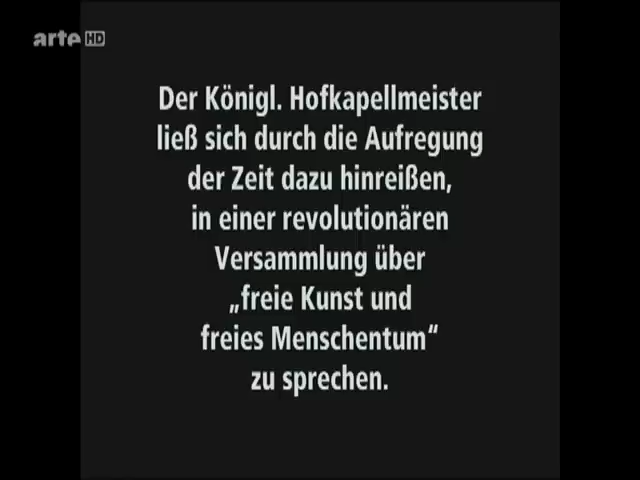 arte HD
Der Königl. Hofkapellmeister
ließ sich durch die Aufregung
der Zeit dazu hinreißen,
in einer revolutionären
Versammlung über
„freie Kunst und
freies Menschentum“
zu sprechen.